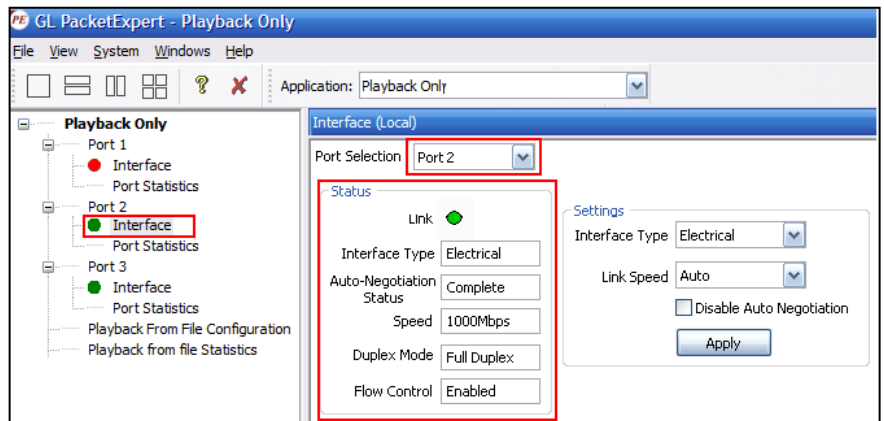 PE GL PacketExpert - Playback Only
File View System Windows Help
Application: Playback Only
Playback Only
Port 1
Interface
Port Statistics
Port 2
Interface
Port Statistics
Port 3
Interface
Port Statistics
Playback From File Configuration
Playback from file Statistics
Interface (Local)
Port Selection Port 2
Status
Link
Interface Type Electrical
Auto-Negotiation
Status Complete
Speed 1000Mbps
Duplex Mode Full Duplex
Flow Control Enabled
Settings
Interface Type Electrical
Link Speed Auto
Disable Auto Negotiation
Apply